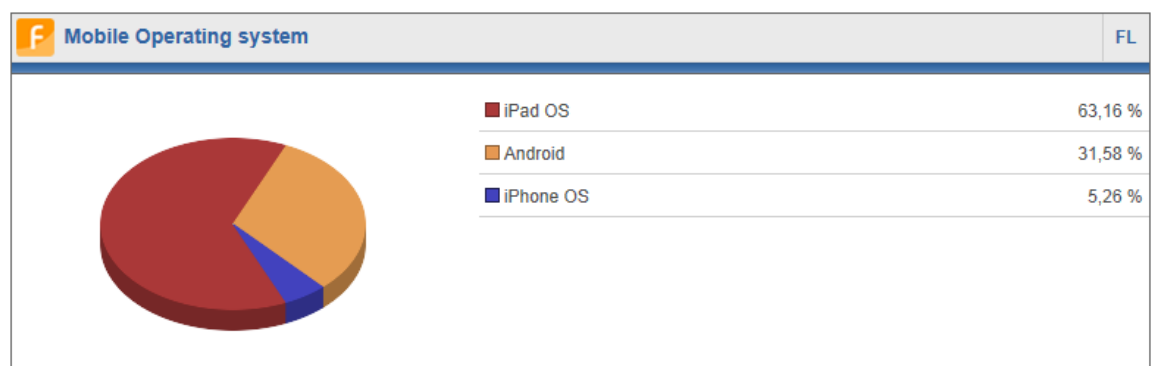 F Mobile Operating system FL
iPad OS 63,16 %
Android 31,58 %
iPhone OS 5,26 %